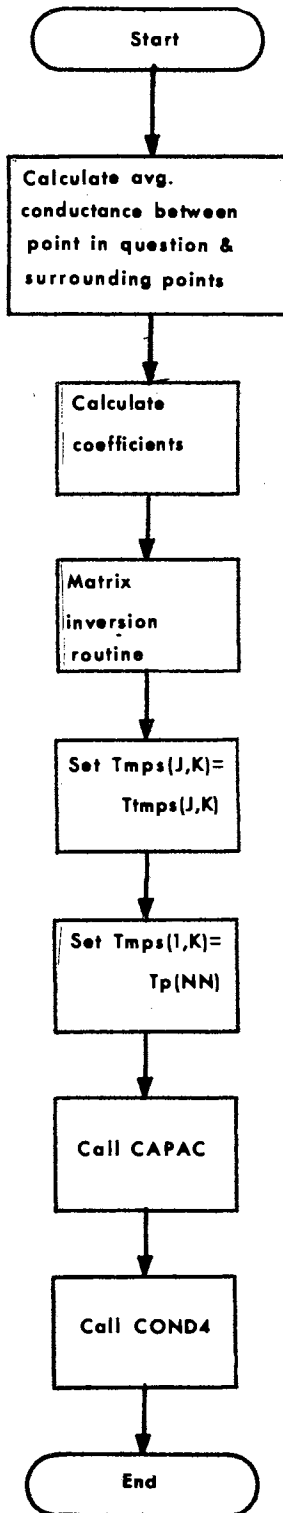 Start
Calculate avg.
conductance between
point in question &
surrounding points
Calculate
coefficients
Matrix
inversion
routine
Set Tmps(J,K)=
Ttmps(J,K)
Set Tmps(1,K)=
Tp(NN)
Call CAPAC
Call COND4
End